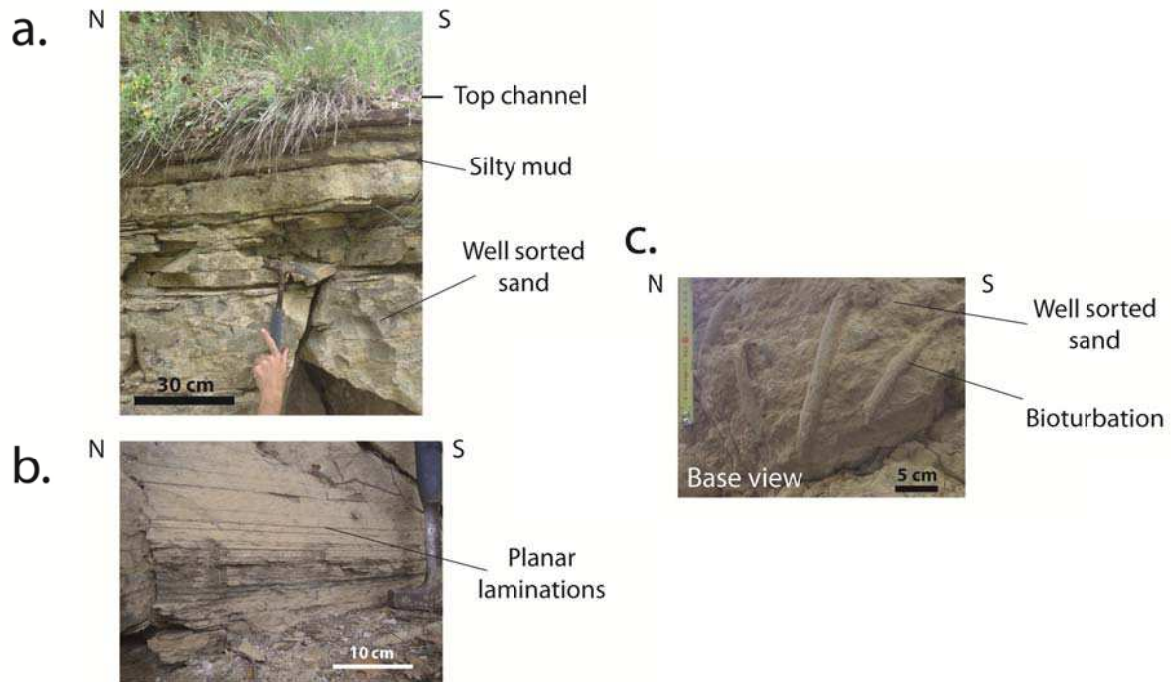 a.
N
S
Top channel
Silty mud
Well sorted
sand
30 cm
b.
N
S
Planar
laminations
10 cm
c.
N
S
Well sorted
sand
Bioturbation
Base view
5 cm